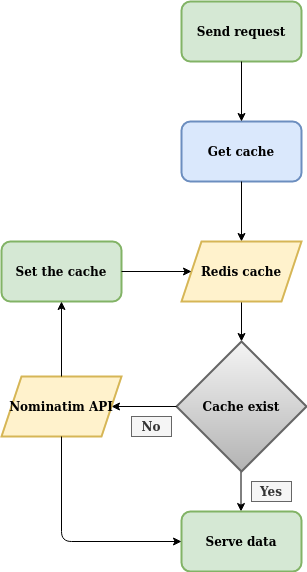 Send request
Get cache
Set the cache
Redis cache
Nominatim API
Cache exist
No
Yes
Serve data